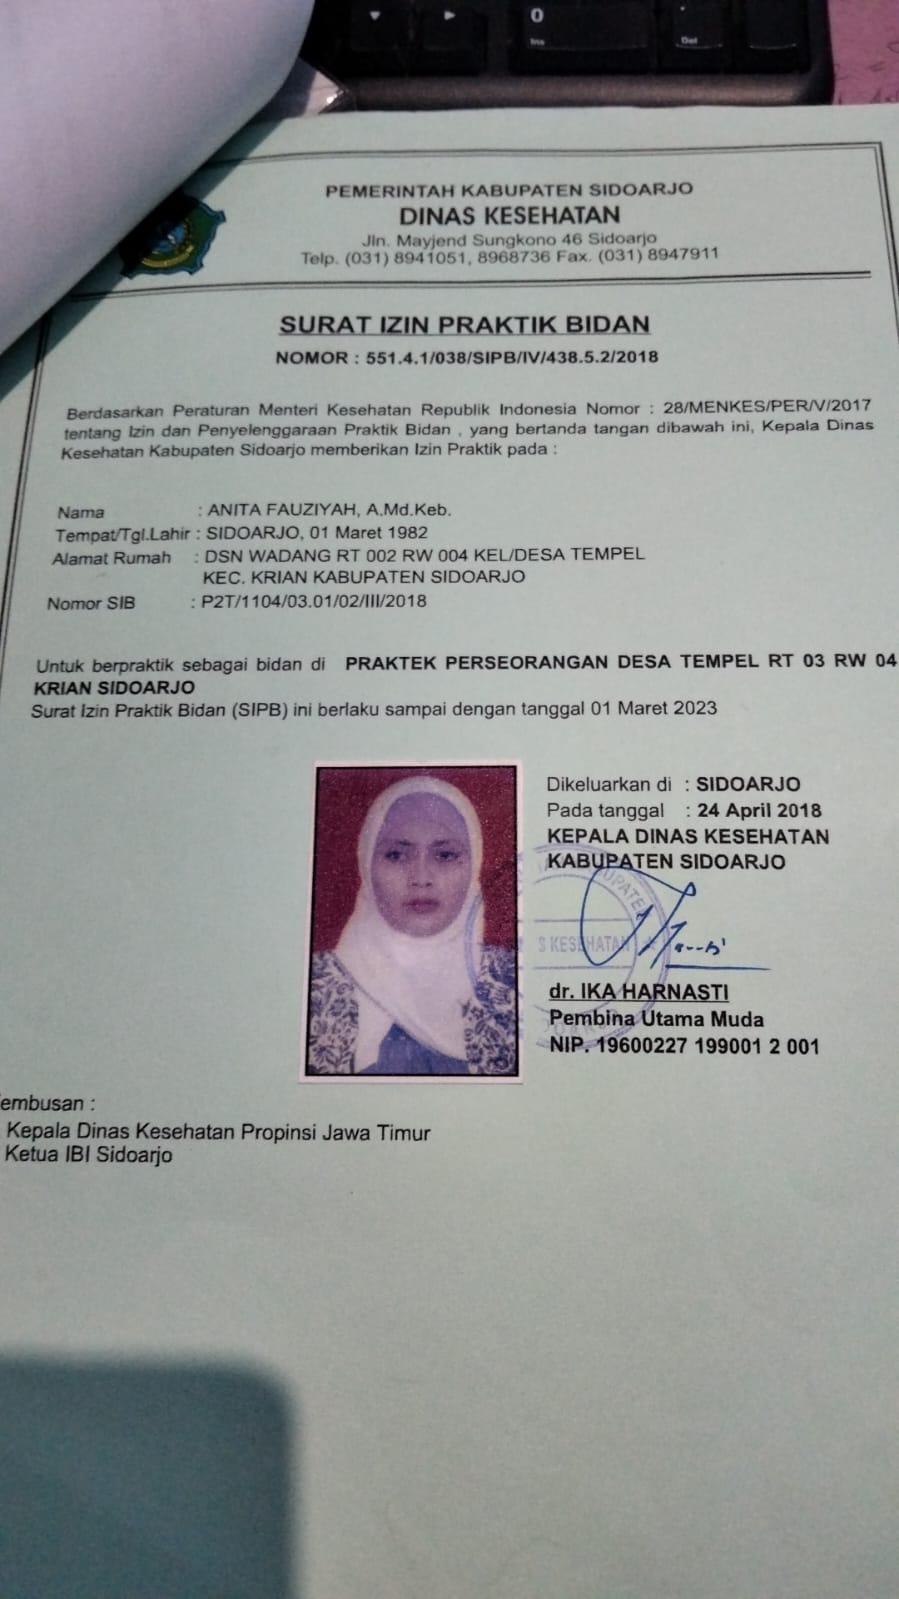 0
Ins
.
Del
PEMERINTAH KABUPATEN SIDOARJO
DINAS KESEHATAN
Jln. Mayjend Sungkono 46 Sidoarjo
Telp. (031) 8941051, 8968736 Fax. (031) 8947911
SURAT IZIN PRAKTIK BIDAN
NOMOR : 551.4.1/038/SIPB/IV/438.5.2/2018
Berdasarkan Peraturan Menteri Kesehatan Republik Indonesia Nomor : 28/MENKES/PER/V/2017
tentang Izin dan Penyelenggaraan Praktik Bidan , yang bertanda tangan dibawah ini, Kepala Dinas
Kesehatan Kabupaten Sidoarjo memberikan Izin Praktik pada :
Nama : ANITA FAUZIYAH, A.Md.Keb.
Tempat/Tgl.Lahir : SIDOARJO, 01 Maret 1982
Alamat Rumah : DSN WADANG RT 002 RW 004 KEL/DESA TEMPEL
KEC. KRIAN KABUPATEN SIDOARJO
Nomor SIB : P2T/1104/03.01/02/III/2018
Untuk berpraktik sebagai bidan di PRAKTEK PERSEORANGAN DESA TEMPEL RT 03 RW 04
KRIAN SIDOARJO
Surat Izin Praktik Bidan (SIPB) ini berlaku sampai dengan tanggal 01 Maret 2023
Dikeluarkan di : SIDOARJO
Pada tanggal : 24 April 2018
KEPALA DINAS KESEHATAN
KABUPATEN SIDOARJO
S KESEHATAN
dr. IKA HARNASTI
Pembina Utama Muda
NIP. 19600227 199001 2 001
embusan :
Kepala Dinas Kesehatan Propinsi Jawa Timur
Ketua IBI Sidoarjo